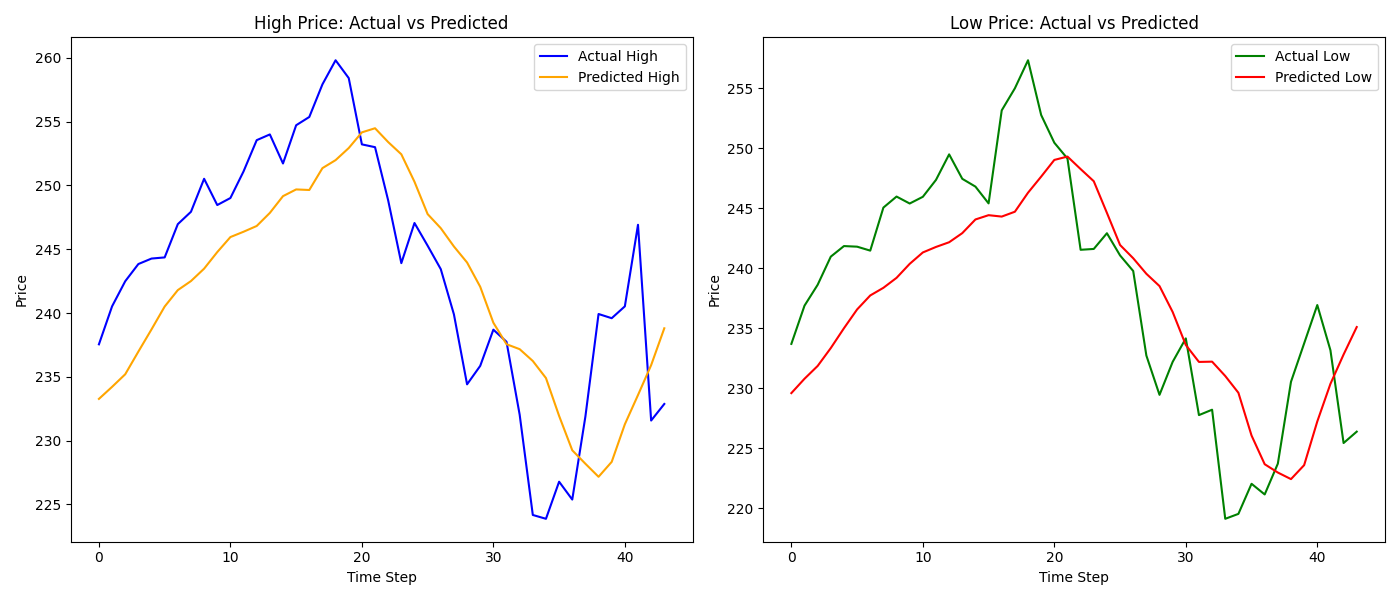 High Price: Actual vs Predicted
Actual High
Predicted High
Price
260
255
250
245
240
235
230
225
0 10 20 30 40
Time Step
Low Price: Actual vs Predicted
Actual Low
Predicted Low
Price
255
250
245
240
235
230
225
220
0 10 20 30 40
Time Step